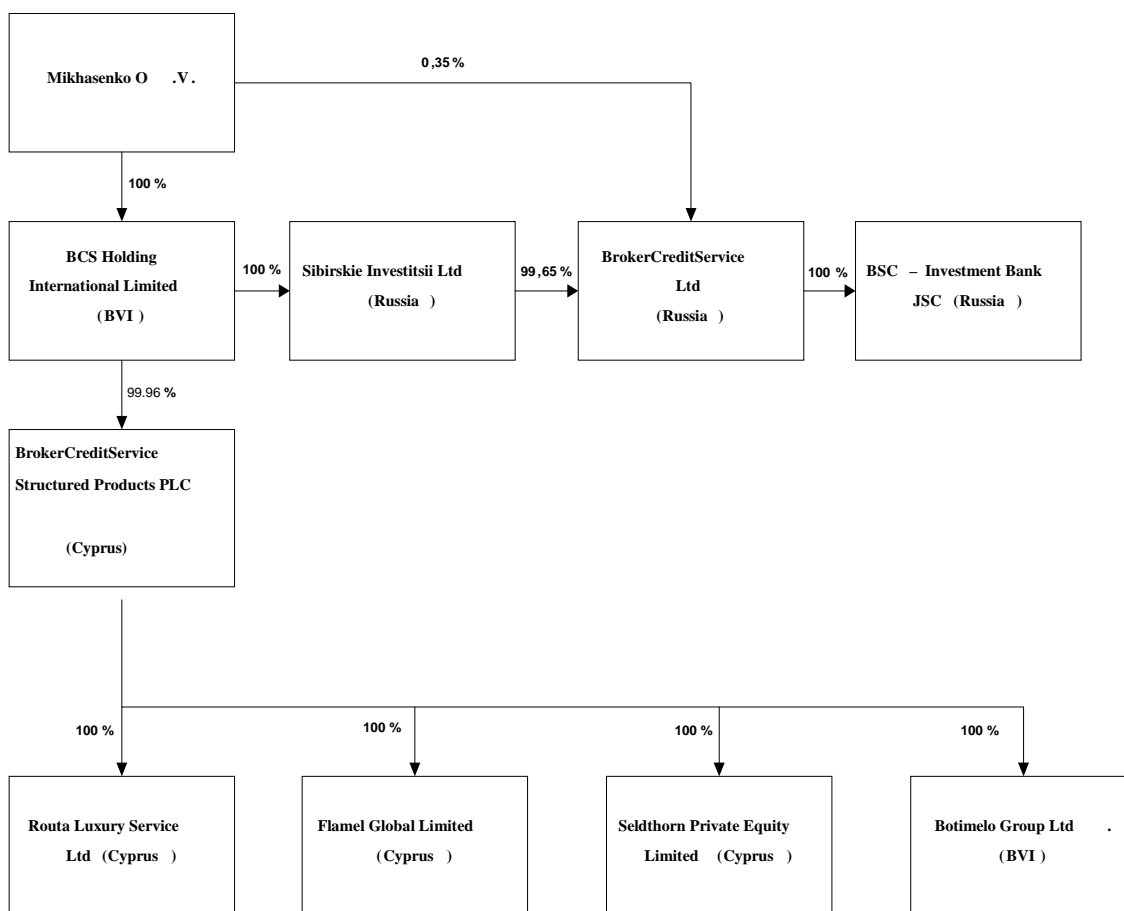 Mikhasenko O .V.
0,35 %
100 %
BCS Holding
International Limited
(BVI )
100 %
Sibirskie Investitsii Ltd
(Russia )
99,65 %
BrokerCreditService
Ltd
(Russia )
100 %
BSC – Investment Bank
JSC (Russia )
99.96 %
BrokerCreditService
Structured Products PLC
(Cyprus)
100 %
100 %
100 %
100 %
Routa Luxury Service
Ltd (Cyprus )
Flamel Global Limited
(Cyprus )
Seldthorn Private Equity
Limited (Cyprus )
Botimelo Group Ltd .
(BVI )